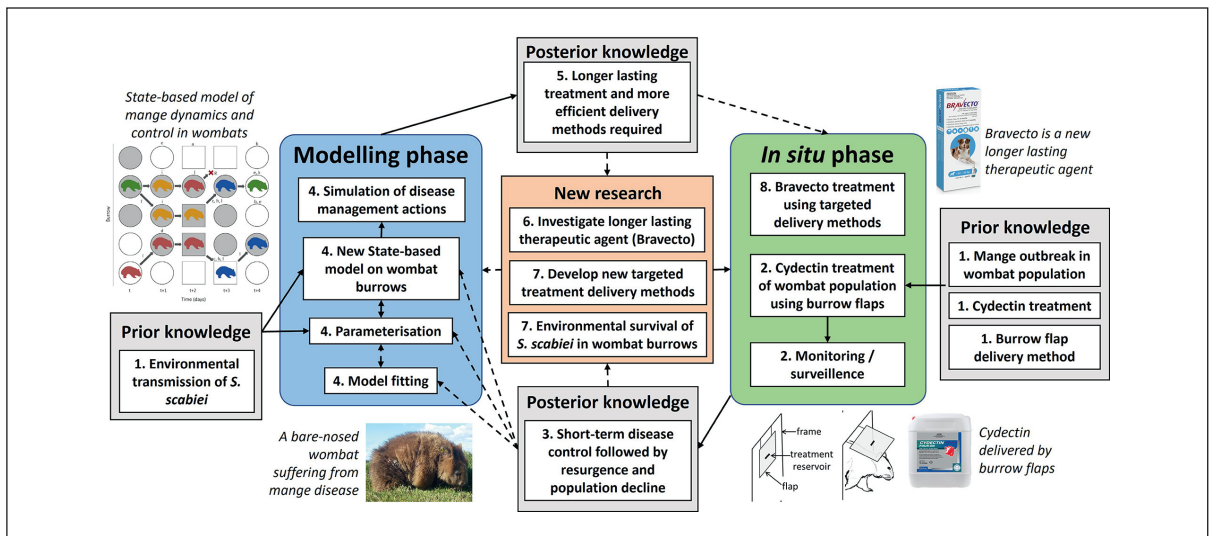 Posterior knowledge
5. Longer lasting
treatment and more
efficient delivery
methods required
State-based model of
mange dynamics and
control in wombats
Burrow
t
t+1
t+2
t+3
t+4
Time (days)
Modelling phase
4. Simulation of disease
management actions
4. New State-based
model on wombat
burrows
4. Parameterisation
4. Model fitting
Prior knowledge
1. Environmental
transmission of S.
scabiei
New research
6. Investigate longer lasting
therapeutic agent (Bravecto)
7. Develop new targeted
treatment delivery methods
7. Environmental survival of
S. scabiei in wombat burrows
In situ phase
8. Bravecto treatment
using targeted
delivery methods
2. Cydectin treatment
of wombat population
using burrow flaps
2. Monitoring /
surveillence
BRAVECTO
Bravecto is a new
longer lasting
therapeutic agent
Prior knowledge
1. Mange outbreak in
wombat population
1. Cydectin treatment
1. Burrow flap
delivery method
Posterior knowledge
3. Short-term disease
control followed by
resurgence and
population decline
A bare-nosed
wombat
suffering from
mange disease
frame
treatment
reservoir
flap
CYDECTIN
Cydectin
delivered by
burrow flaps